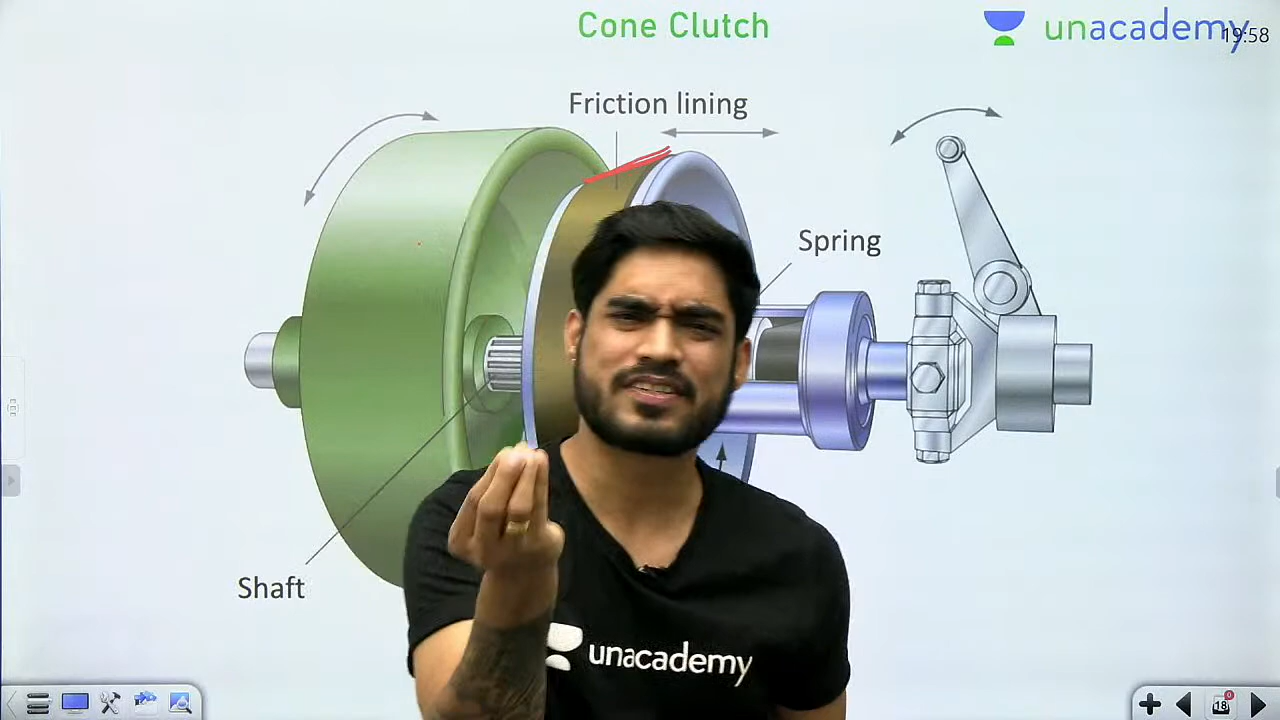 Cone Clutch
unacademy
19:58
Friction lining
Spring
Shaft
unacademy
18